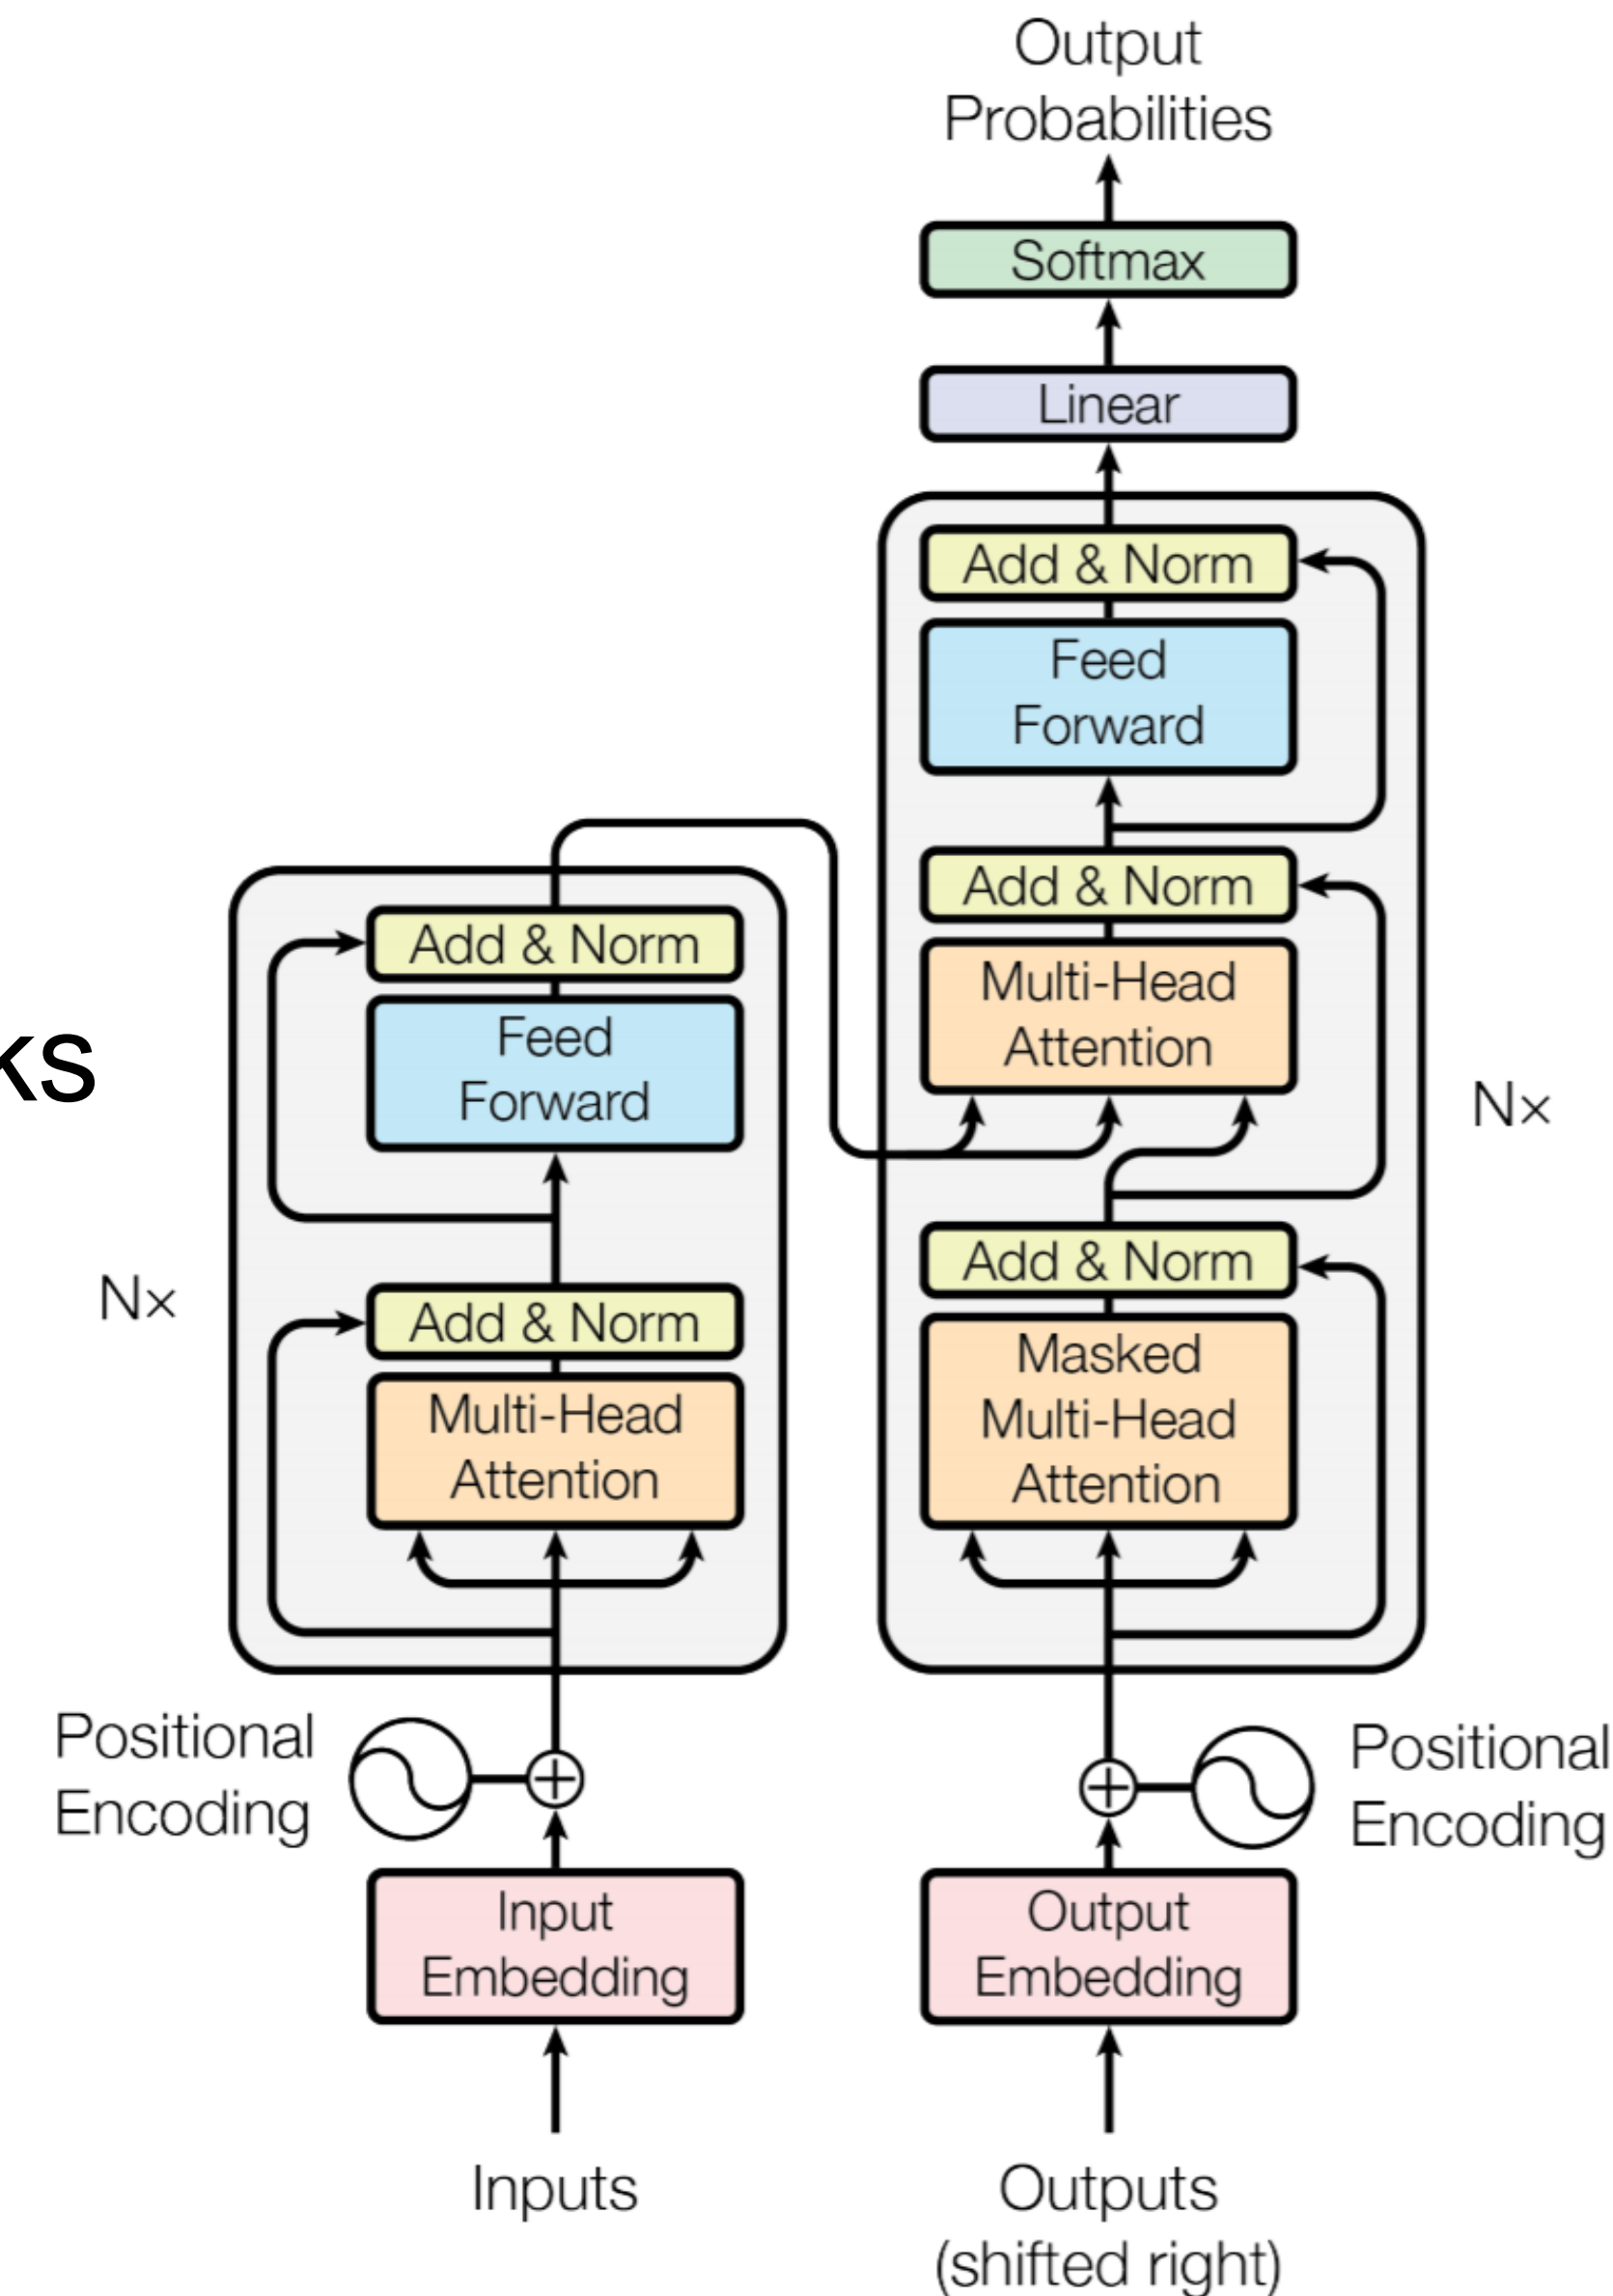 Output
Probabilities
Softmax
Linear
Add & Norm
Feed
Forward
Add & Norm
Multi-Head
Attention
Add & Norm
Masked
Multi-Head
Attention
Nx
Positional
Encoding
Output
Embedding
Outputs
(shifted right)
Add & Norm
Feed
Forward
Add & Norm
Multi-Head
Attention
N×
Positional
Encoding
Input
Embedding
Inputs
ks